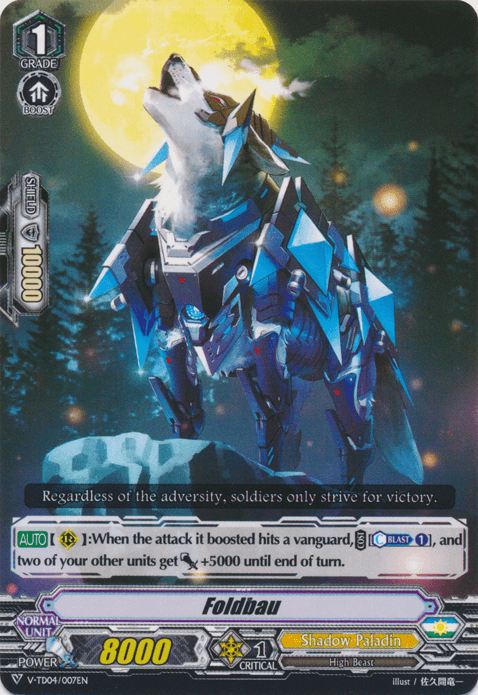 1
GRADE
BOOST
SHIELD
10000
Regardless of the adversity, soldiers only strive for victory.
AUTO【 】:When the attack it boosted hits a vanguard, COST [C BLAST 1], and
two of your other units get +5000 until end of turn.
Foldbau
NORMAL
UNIT
POWER 8000
1
CRITICAL
Shadow Paladin
High Beast
V-TD04/007EN
illust / 佐久間竜一